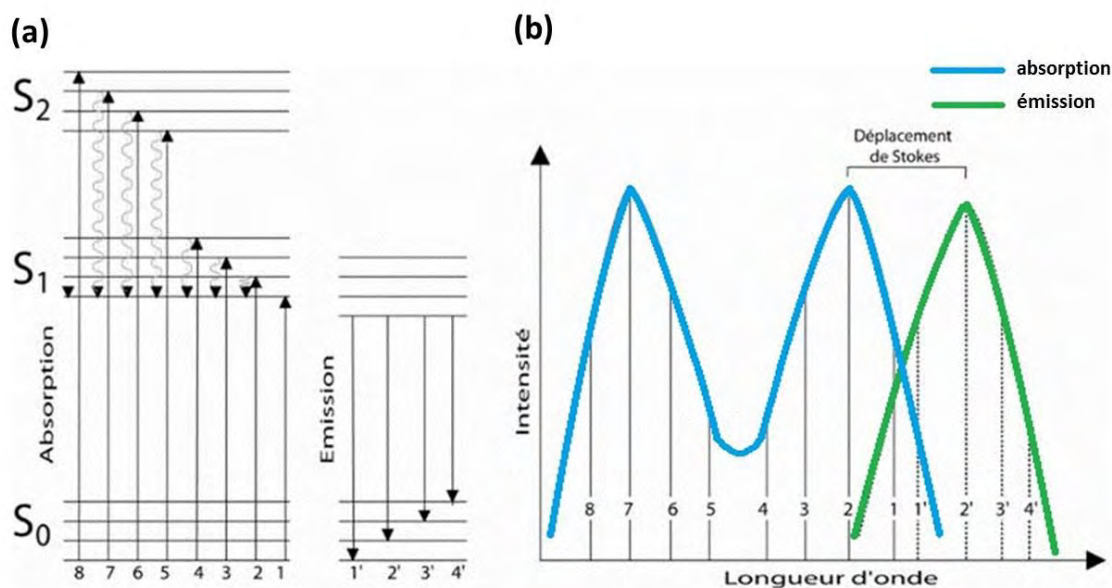 (a)
S2
S1
Absorption
S0
8 7 6 5 4 3 2 1
Emission
1' 2' 3' 4'
(b)
absorption
émission
Déplacement
de Stokes
Intensité
8 7 6 5 4 3 2 1 1' 2' 3' 4'
Longueur d'onde